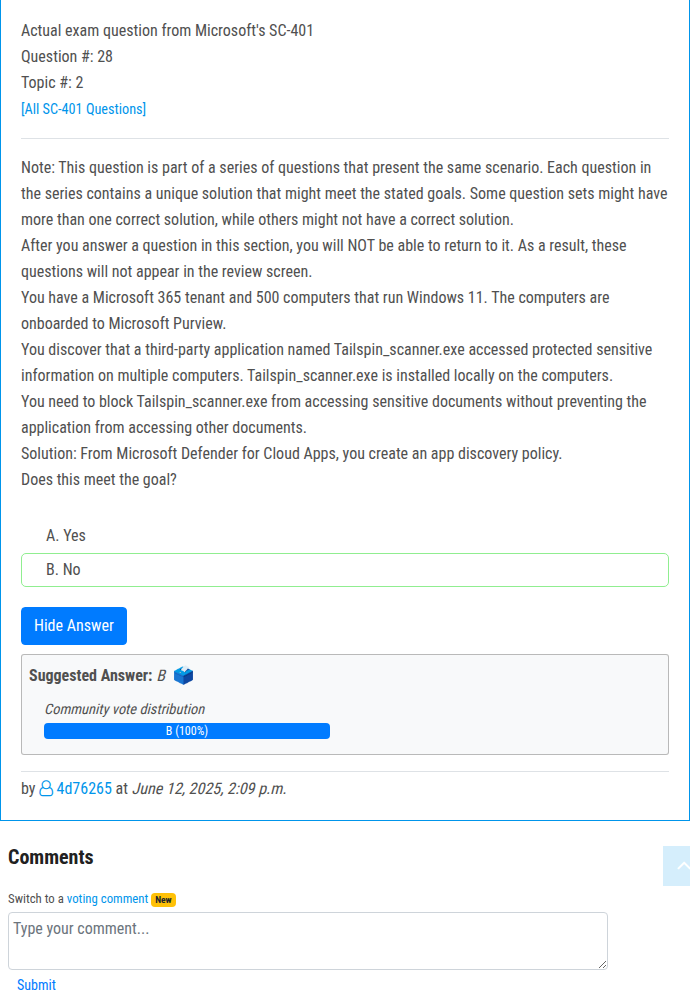 Actual exam question from Microsoft's SC-401
Question #: 28
Topic #: 2
[All SC-401 Questions]
Note: This question is part of a series of questions that present the same scenario. Each question in
the series contains a unique solution that might meet the stated goals. Some question sets might have
more than one correct solution, while others might not have a correct solution.
After you answer a question in this section, you will NOT be able to return to it. As a result, these
questions will not appear in the review screen.
You have a Microsoft 365 tenant and 500 computers that run Windows 11. The computers are
onboarded to Microsoft Purview.
You discover that a third-party application named Tailspin_scanner.exe accessed protected sensitive
information on multiple computers. Tailspin_scanner.exe is installed locally on the computers.
You need to block Tailspin_scanner.exe from accessing sensitive documents without preventing the
application from accessing other documents.
Solution: From Microsoft Defender for Cloud Apps, you create an app discovery policy.
Does this meet the goal?
A. Yes
B. No
Hide Answer
Suggested Answer: B
Community vote distribution
B (100%)
by 4d76265 at June 12, 2025, 2:09 p.m.
Comments
Switch to a voting comment New
Type your comment...
Submit